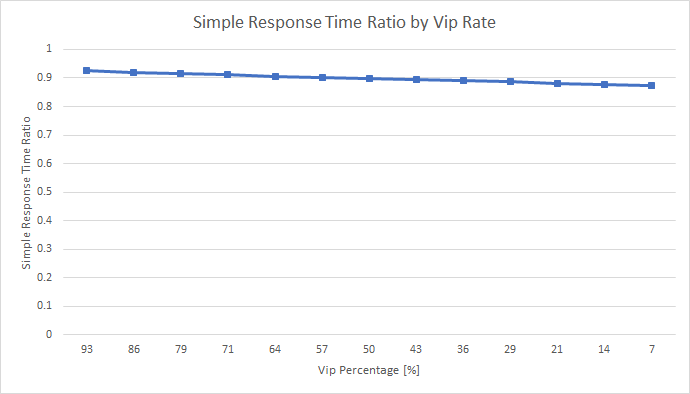 Simple Response Time Ratio by Vip Rate
Simple Response Time Ratio
1
0.9
0.8
0.7
0.6
0.5
0.4
0.3
0.2
0.1
0
93 86 79 71 64 57 50 43 36 29 21 14 7
Vip Percentage [%]